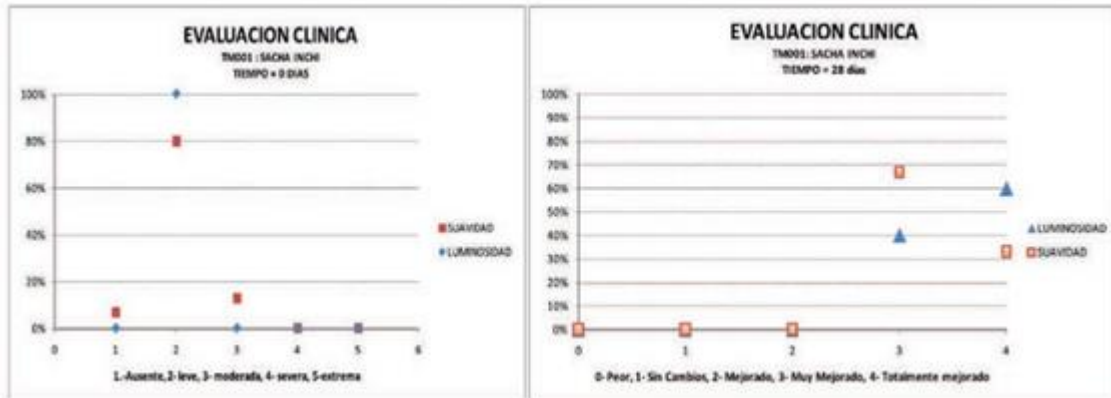 EVALUACION CLINICA
TM001 : SACHA INCHI
TIEMPO = 0 DIAS
100%
80%
60%
40%
20%
0%
0 1 2 3 4 5 6
SUAVIDAD
LUMINOSIDAD
1.-Ausente, 2- leve, 3- moderada, 4- severa, 5-extrema
EVALUACION CLINICA
TM001: SACHA INCHI
TIEMPO = 28 días
100%
90%
80%
70%
60%
50%
40%
30%
20%
10%
0%
0 1 2 3 4
LUMINOSIDAD
SUAVIDAD
0- Peor, 1- Sin Cambios, 2- Mejorado, 3- Muy Mejorado, 4- Totalmente mejorado